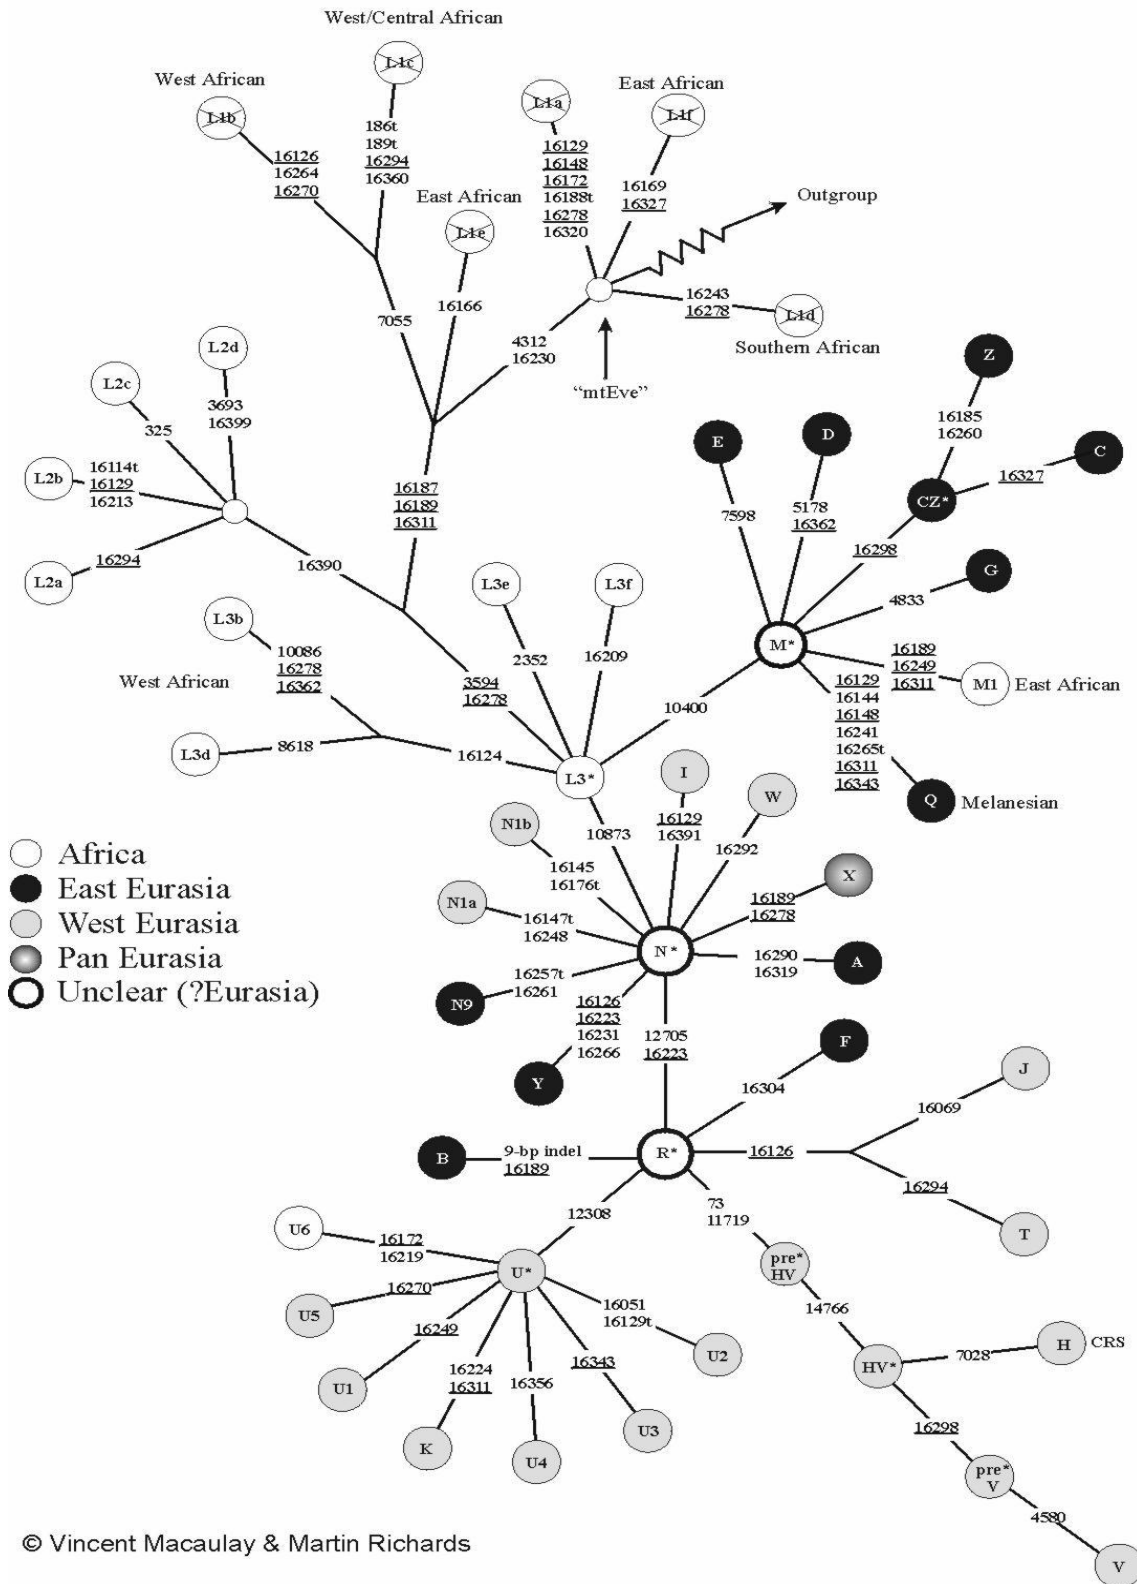 West/Central African
L1c
West African
East African
L1b
L1a
L1f
186t
189t
16294
16360
16126
16264
16270
16129
16148
16172
16188t
16278
16320
16169
16327
Outgroup
East African
L1e
16166
7055
4312
16230
16243
16278
L1d
Southern African
"mtEve"
L2d
L2c
3693
16399
325
L2b
16114t
16129
16213
16294
L2a
16187
16189
16311
16390
Z
16185
16260
E
D
C
16327
CZ*
7598
5178
16362
16298
G
4833
L3e
L3f
L3b
10086
16278
16362
West African
2352
16209
3594
16278
M*
16189
16249
16311
M1
East African
16129
16144
16148
16241
16265t
16311
16343
10400
L3d
8618
16124
L3*
Q
Melanesian
I
W
N1b
10873
16129
16391
16292
16145
16176t
X
16189
16278
N1a
16147t
16248
N*
16290
16319
A
16257t
16261
N9
16126
16223
16231
16266
12705
16223
Y
F
16304
J
16069
B
9-bp indel
16189
R*
16126
16294
T
Africa
East Eurasia
West Eurasia
Pan Eurasia
Unclear (?Eurasia)
12308
73
11719
U6
16172
16219
U*
pre*
HV
16270
U5
16051
16129t
U2
14766
16249
U1
16224
16311
16356
16343
HV*
7028
H
CRS
K
U4
U3
16298
pre*
V
4580
V
© Vincent Macaulay & Martin Richards